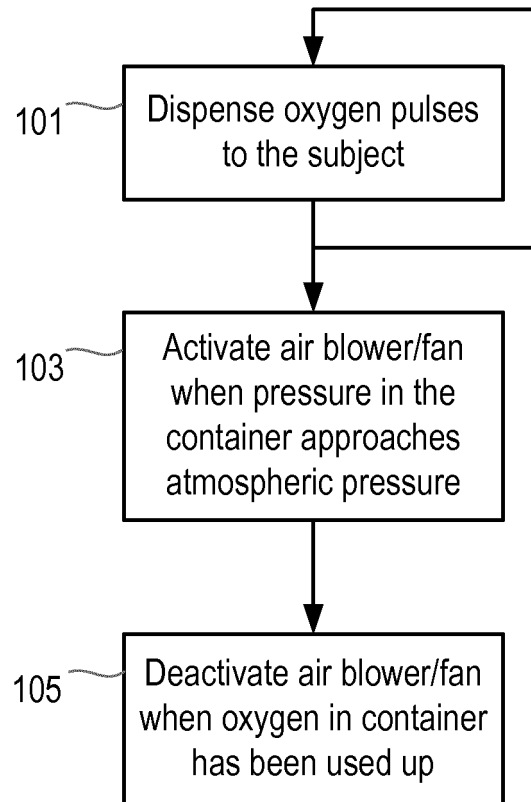 101
Dispense oxygen pulses
to the subject
103
Activate air blower/fan
when pressure in the
container approaches
atmospheric pressure
105
Deactivate air blower/fan
when oxygen in container
has been used up